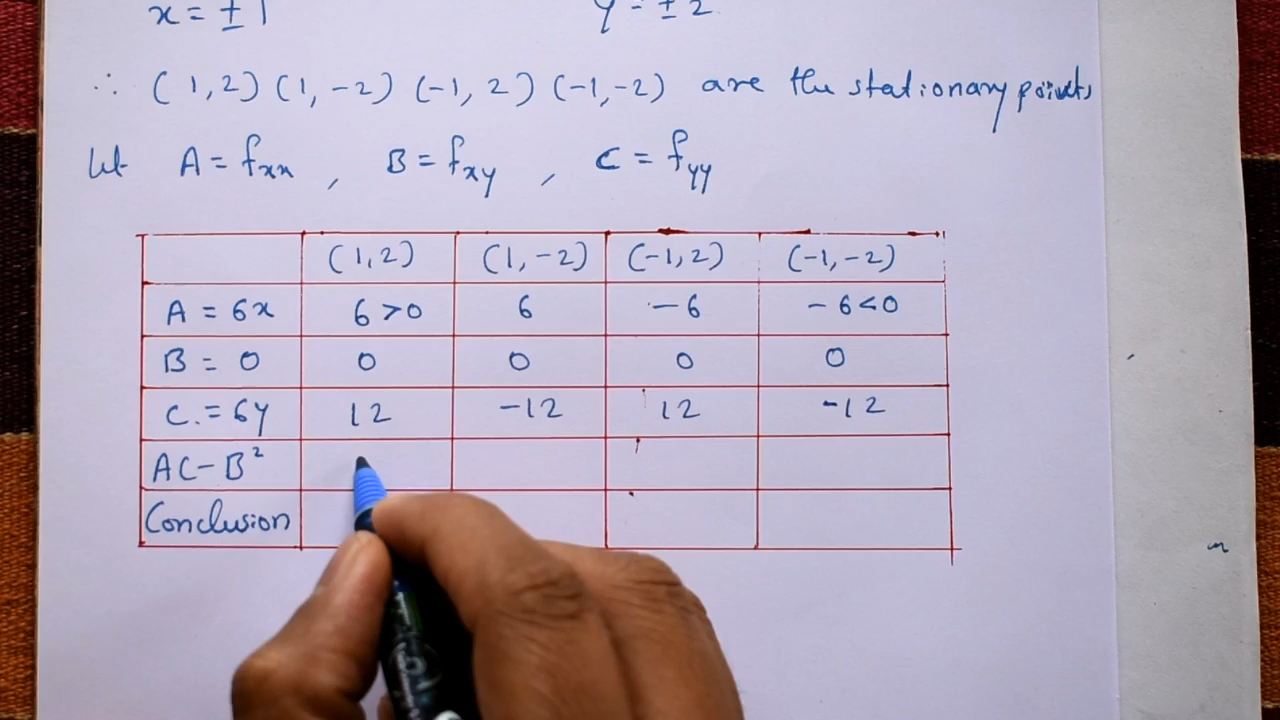 x = ± 1 y = ± 2
∴ (1,2) (1,-2) (-1,2) (-1,-2) are the stationary points
let A = fxx , B = fxy , C = fyy
(1,2) (1,-2) (-1,2) (-1,-2)
A = 6x 6>0 6 -6 -6<0
B = 0 0 0 0 0
C. = 6y 12 -12 12 -12
AC-B²
Conclusion